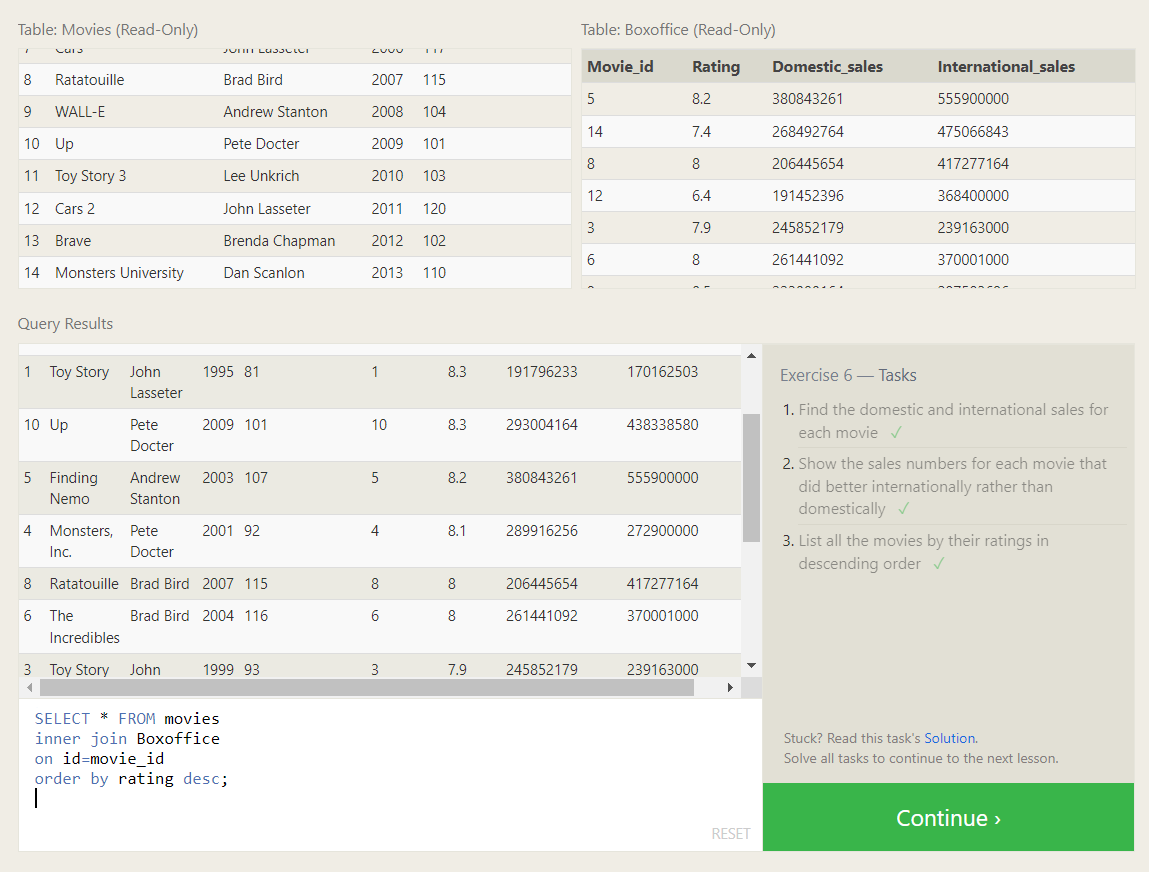 Table: Movies (Read-Only)
Table: Boxoffice (Read-Only)
7 Cars John Lasseter 2006 117
8 Ratatouille Brad Bird 2007 115
9 WALL-E Andrew Stanton 2008 104
10 Up Pete Docter 2009 101
11 Toy Story 3 Lee Unkrich 2010 103
12 Cars 2 John Lasseter 2011 120
13 Brave Brenda Chapman 2012 102
14 Monsters University Dan Scanlon 2013 110
Movie_id Rating Domestic_sales International_sales
5 8.2 380843261 555900000
14 7.4 268492764 475066843
8 8 206445654 417277164
12 6.4 191452396 368400000
3 7.9 245852179 239163000
6 8 261441092 370001000
Query Results
1 Toy Story John 1995 81 1 8.3 191796233 170162503
Lasseter
10 Up Pete 2009 101 10 8.3 293004164 438338580
Docter
5 Finding Andrew 2003 107 5 8.2 380843261 555900000
Nemo Stanton
4 Monsters, Pete 2001 92 4 8.1 289916256 272900000
Inc. Docter
8 Ratatouille Brad Bird 2007 115 8 8 206445654 417277164
6 The Brad Bird 2004 116 6 8 261441092 370001000
Incredibles
3 Toy Story John 1999 93 3 7.9 245852179 239163000
SELECT * FROM movies
inner join Boxoffice
on id=movie_id
order by rating desc;
RESET
Exercise 6 — Tasks
1. Find the domestic and international sales for
each movie ✓
2. Show the sales numbers for each movie that
did better internationally rather than
domestically ✓
3. List all the movies by their ratings in
descending order ✓
Stuck? Read this task's Solution.
Solve all tasks to continue to the next lesson.
Continue ›